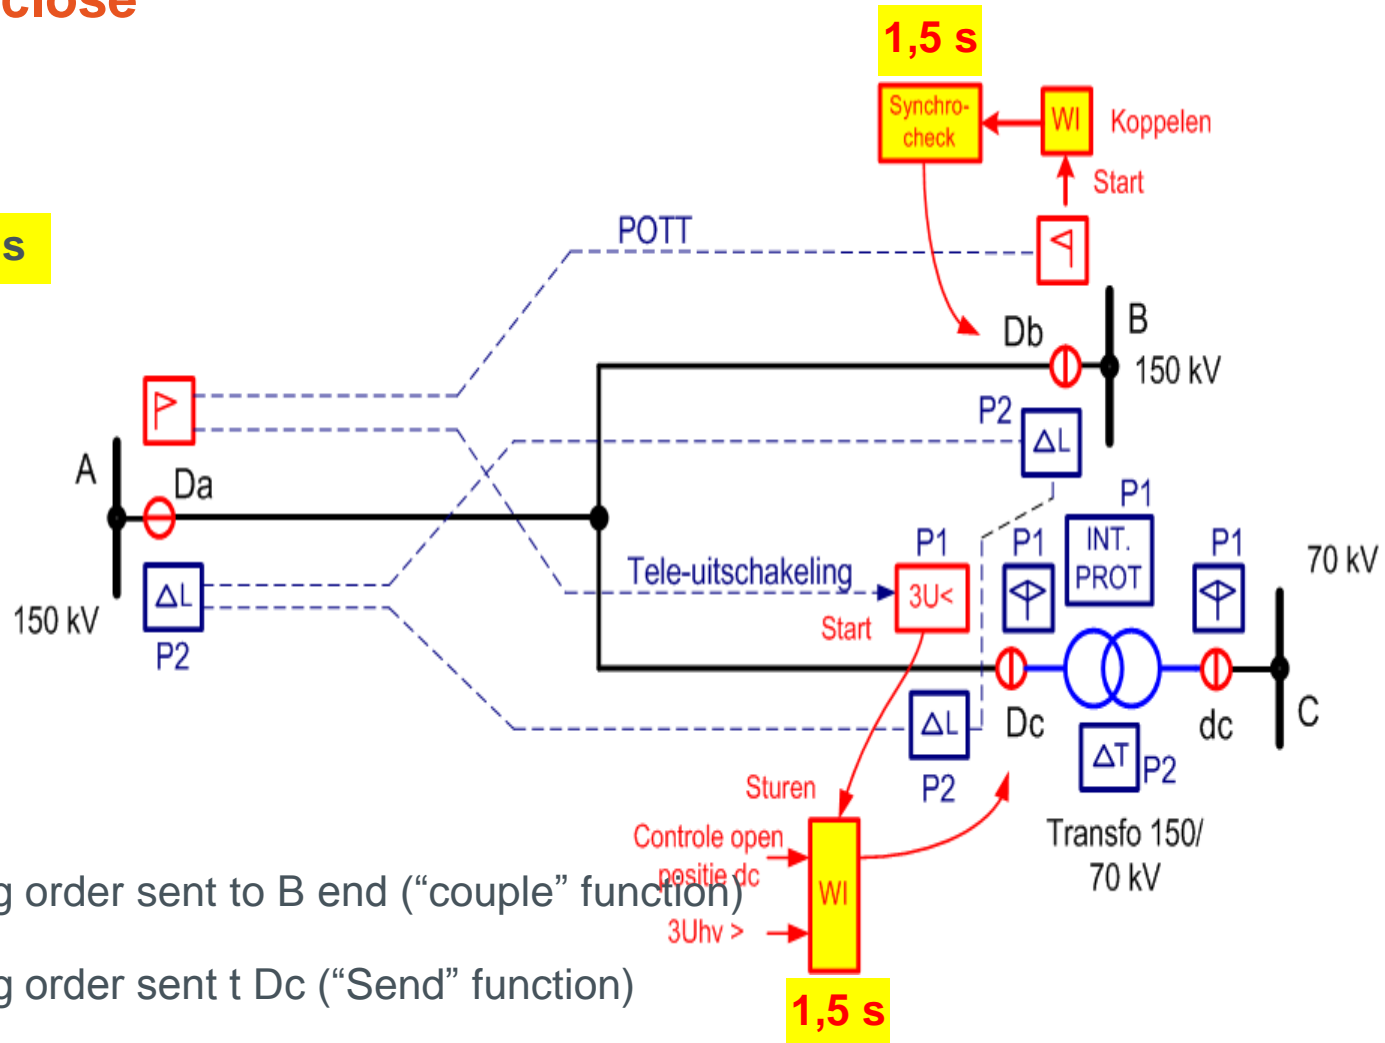 close
1,5 s
Synchro-
check
WI
Koppelen
Start
s
POTT
Db
B
150 kV
P2
ΔL
A
Da
P1
INT.
PROT
P1
P1
P1
70 kV
Tele-uitschakeling
3U<
Start
ΔL
150 kV
P2
ΔL
Dc
dc
C
P2
ΔT
P2
Sturen
Transfo 150/
70 kV
Controle open
positie dc
WI
3Uhv >
g order sent to B end (“couple” function)
g order sent t Dc (“Send” function)
1,5 s